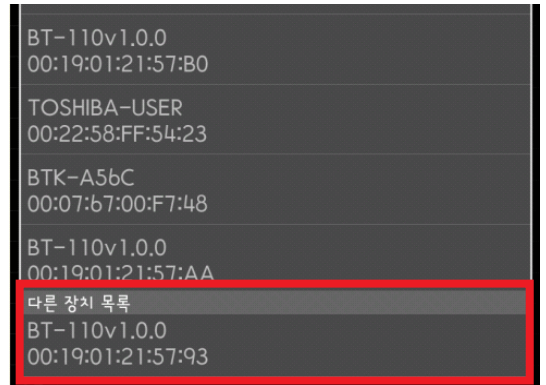 BT-110v1.0.0
00:19:01:21:57:B0
TOSHIBA-USER
00:22:58:FF:54:23
BTK-A56C
00:07:67:00:F7:48
BT-110v1.0.0
00:19:01:21:57:AA
다른 장치 목록
BT-110v1.0.0
00:19:01:21:57:93